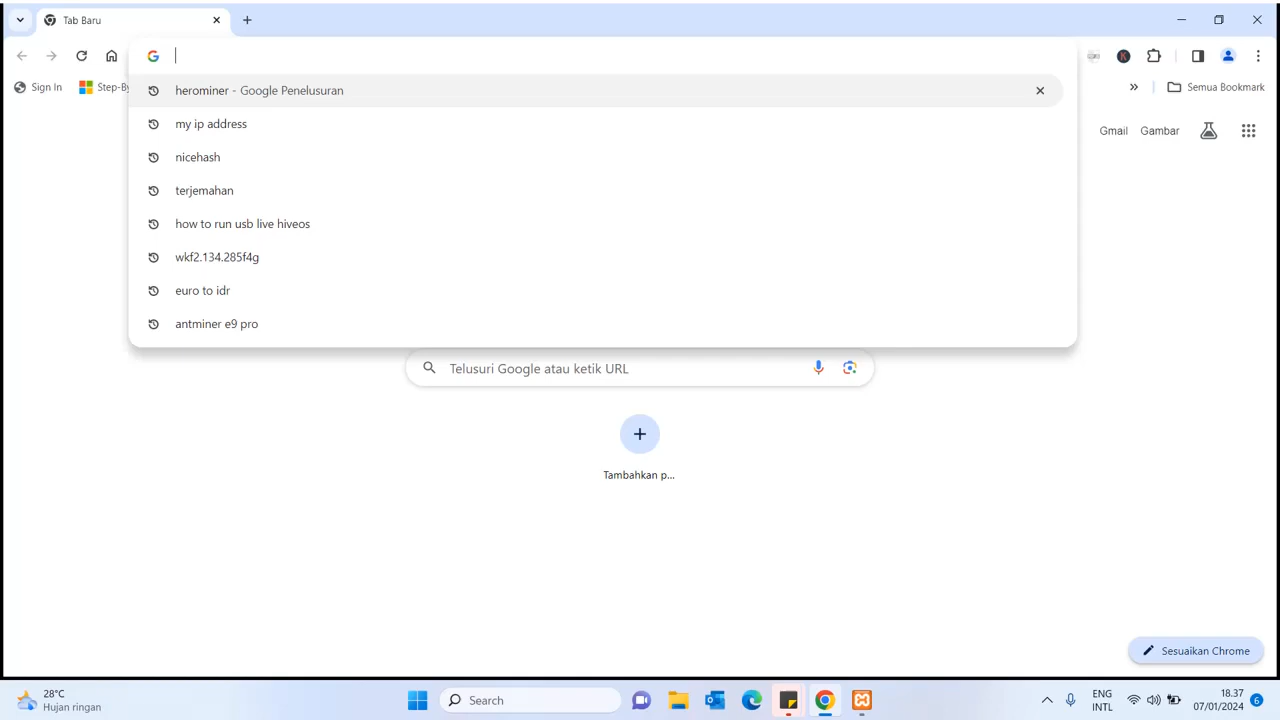 Tab Baru
Sign In
Step-By
Semua Bookmark
herominer - Google Penelusuran
my ip address
nicehash
terjemahan
how to run usb live hiveos
wkf2.134.285f4g
euro to idr
antminer e9 pro
Gmail
Gambar
Telusuri Google atau ketik URL
Tambahkan p...
Sesuaikan Chrome
28°C
Hujan ringan
Search
ENG
INTL
18.37
07/01/2024
6